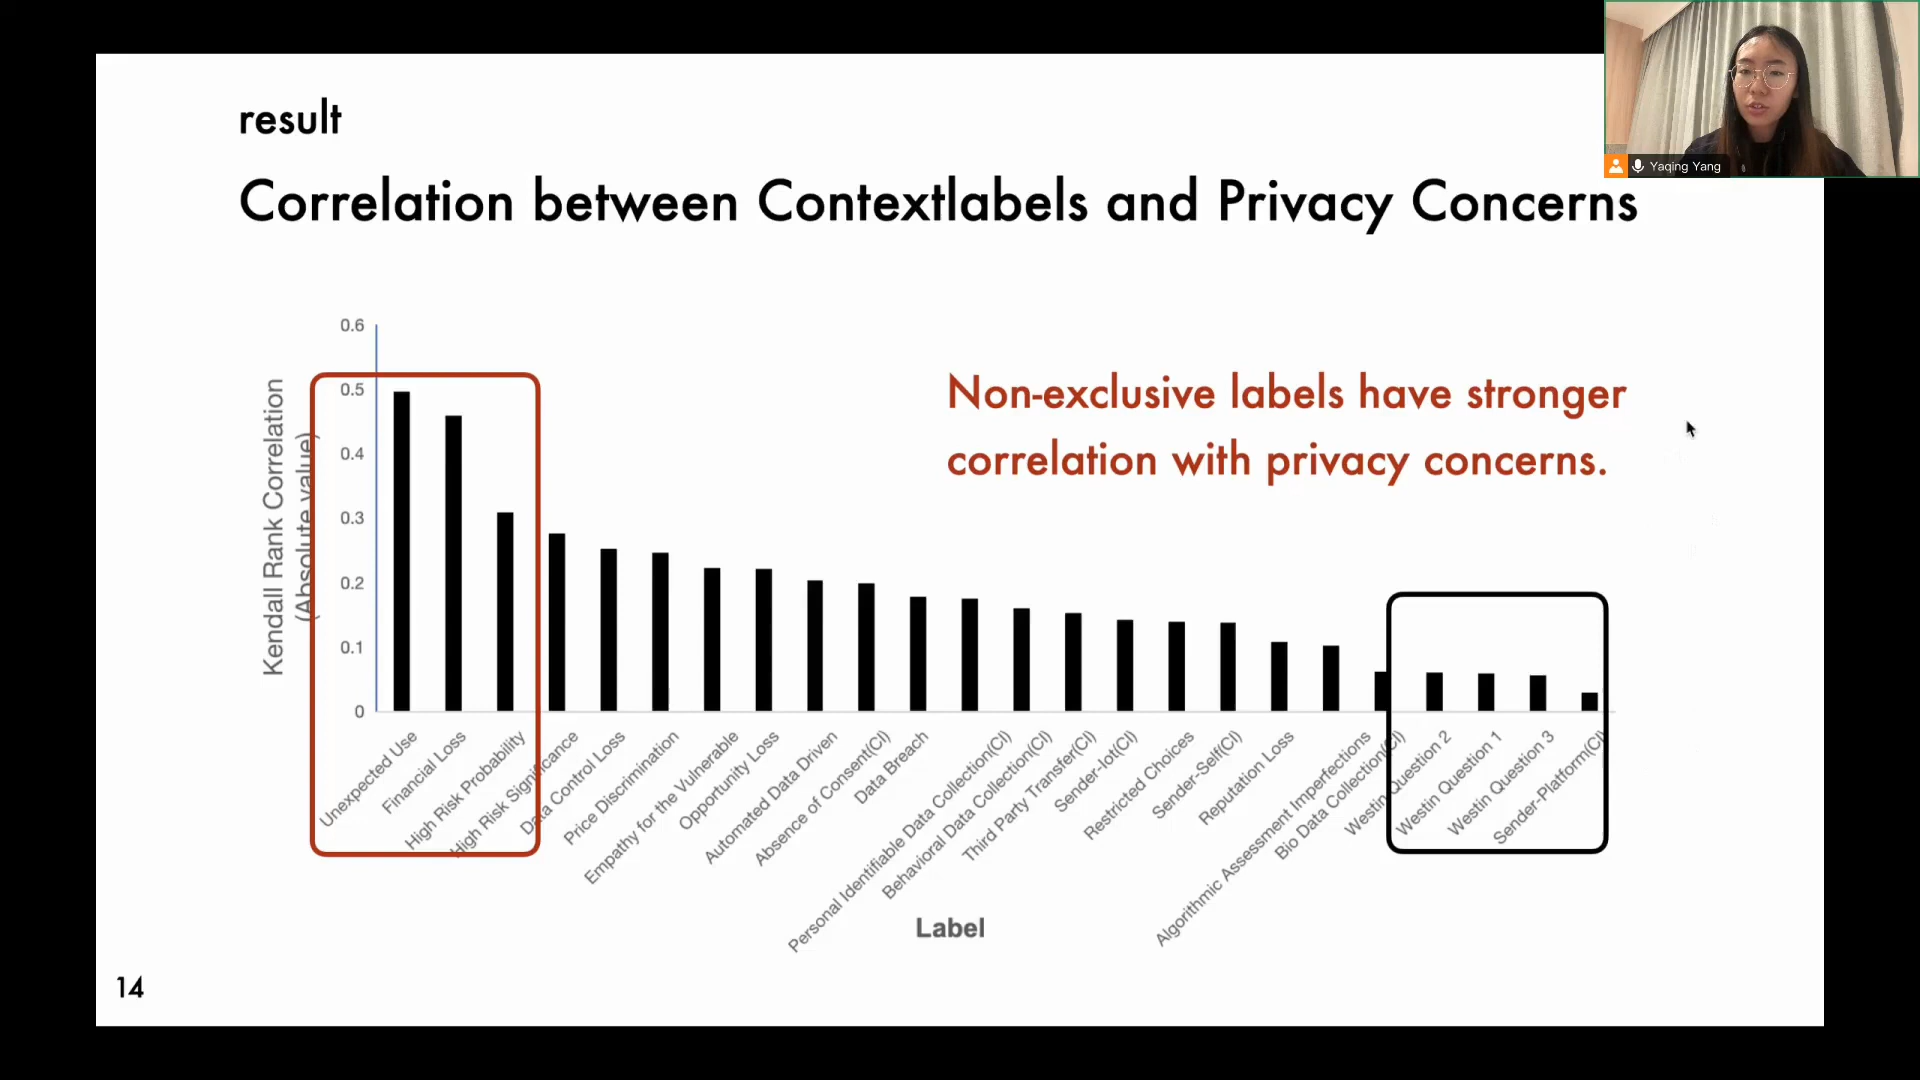 Yaqing Yang
result
Correlation between Contextlabels and Privacy Concerns
Non-exclusive labels have stronger
correlation with privacy concerns.
Kendall Rank Correlation
(Absolute value)
0.6
0.5
0.4
0.3
0.2
0.1
0
Unexpected Use
Financial Loss
High Risk Probability
High Risk Significance
Data Control Loss
Price Discrimination
Empathy for the Vulnerable
Opportunity Loss
Automated Data Driven
Absence of Consent(CI)
Data Breach
Personal Identifiable Data Collection(CI)
Behavioral Data Collection(CI)
Third Party Transfer(CI)
Sender-Iot(CI)
Restricted Choices
Sender-Self(CI)
Reputation Loss
Algorithmic Assessment Imperfections
Bio Data Collection(CI)
Westin Question 2
Westin Question 1
Westin Question 3
Sender-Platform(CI)
Label
14